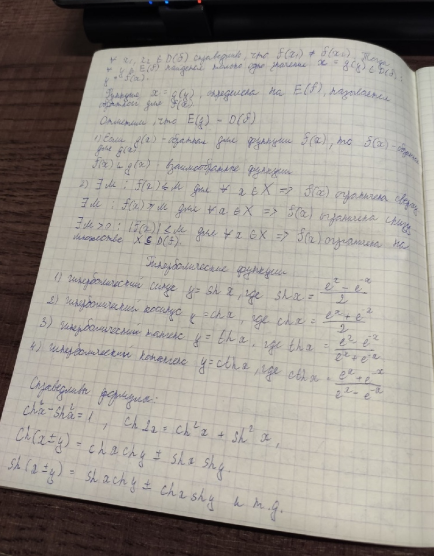 ∀ x₁, x₂ ∈ D(f) справедливо, что f(x₁) ≠ f(x₂). Тогда
∀ y ∈ E(f) найдется только одно значение x = g(y) ∈ D(f),
y = f(x).
Функция x = g(y), определена на E(f), называется
обратной для f(x).
Отметим, что E(g) = D(f)
1) Если g(x) - обратная для функции f(x), то f(x) - обратная
для g(x)
f(x) и g(x) - взаимообратные функции
2) ∃ M : f(x) ≤ M для ∀ x ∈ X => f(x) ограничена сверху
∃ m : f(x) ≥ m для ∀ x ∈ X => f(x) ограничена снизу
∃ M > 0 : |f(x)| ≤ M для ∀ x ∈ X => f(x) ограничена на
множестве X ⊆ D(f).
Гиперболические функции
1) гиперболический синус y = sh x, где sh x = (eˣ - e⁻ˣ)/2
2) гиперболический косинус y = ch x, где ch x = (eˣ + e⁻ˣ)/2
3) гиперболический тангенс y = th x, где th x = (eˣ - e⁻ˣ)/(eˣ + e⁻ˣ)
4) гиперболический котангенс y = cth x, где cth x = (eˣ + e⁻ˣ)/(eˣ - e⁻ˣ)
Справедливы формулы:
ch²x - sh²x = 1, ch 2x = ch²x + sh²x,
ch(x ± y) = ch x ch y ± sh x sh y.
sh(x ± y) = sh x ch y ± ch x sh y и т.д.